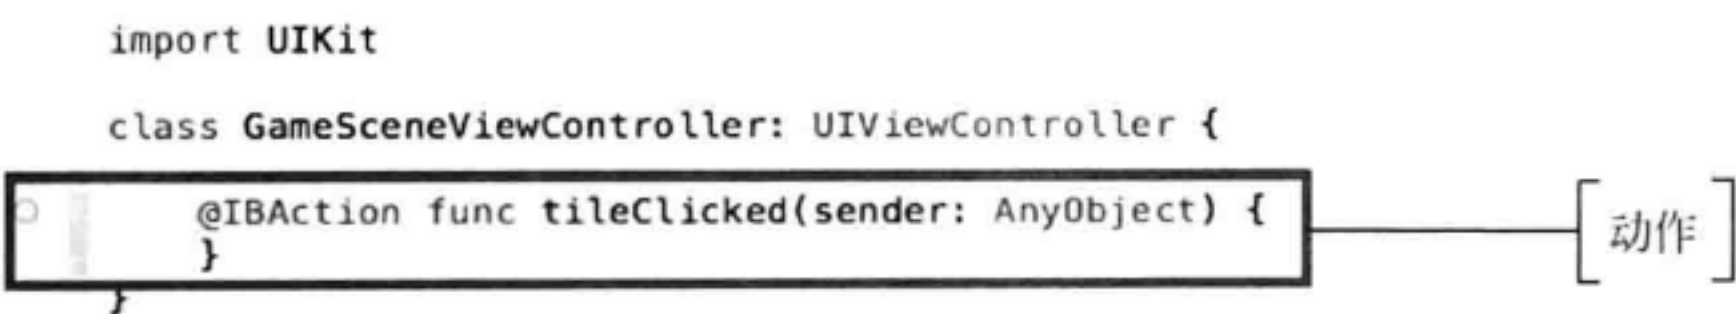 import UIKit
class GameSceneViewController: UIViewController {
@IBAction func tileClicked(sender: AnyObject) {
}
}
动作